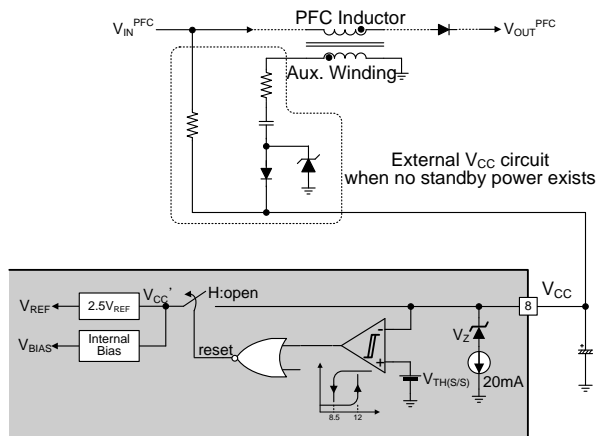 PFC Inductor
V_IN^PFC
V_OUT^PFC
Aux. Winding
External V_CC circuit
when no standby power exists
V_REF
2.5V_REF
V_CC'
H:open
8
V_CC
V_BIAS
Internal
Bias
reset
-
+
V_Z
V_TH(S/S)
20mA
8.5
12
+